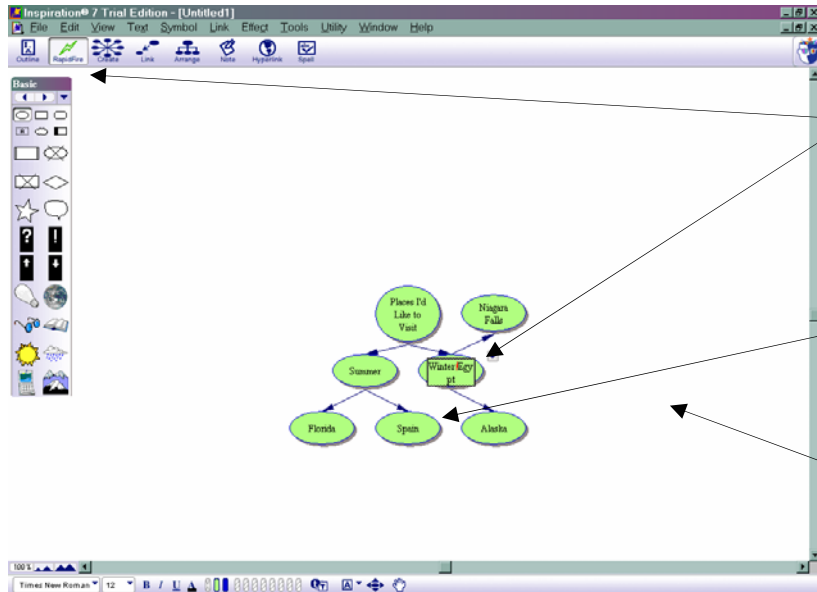 Inspiration® 7 Trial Edition - [Untitled1]
File Edit View Text Symbol Link Effect Tools Utility Window Help
Outline RapidFire Create Link Arrange Note Hyperlink Spell
Basic
? !
Places I'd
Like to
Visit
Niagara
Falls
Summer
Winter Egy
pt
Florida
Spain
Alaska
100%
Times New Roman 12 B I U A